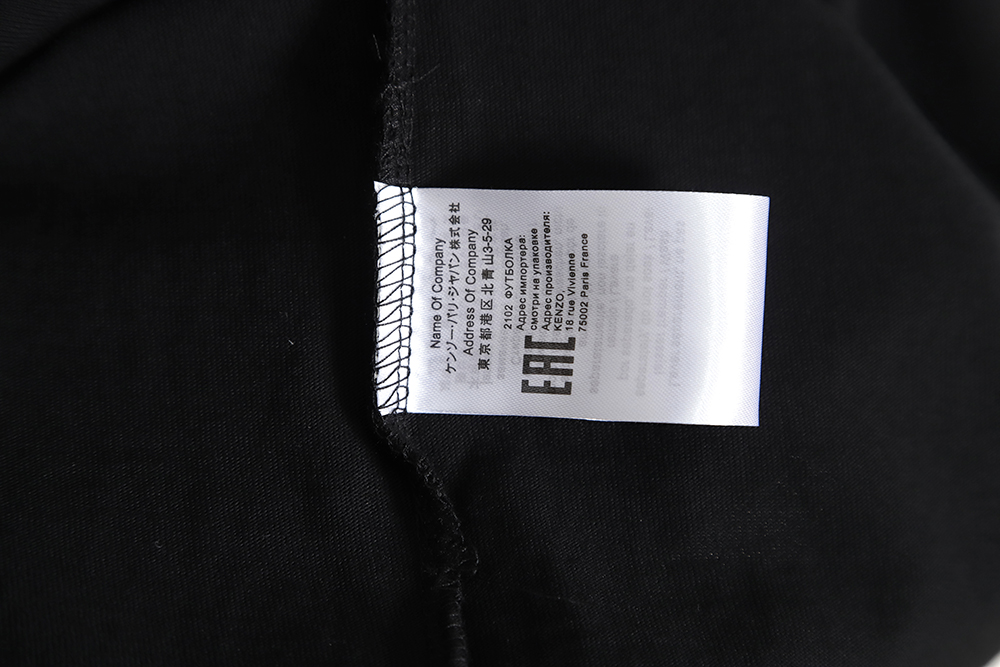 Name Of Company
ケンゾー・パリ・ジャパン株式会社
Address Of Company
東京都港区北青山3-5-29
2102 ФУТБОЛКА
Адрес импортера:
смотри на упаковке
Адрес производителя:
KENZO,
18 rue Vivienne
75002 Paris France
EAC